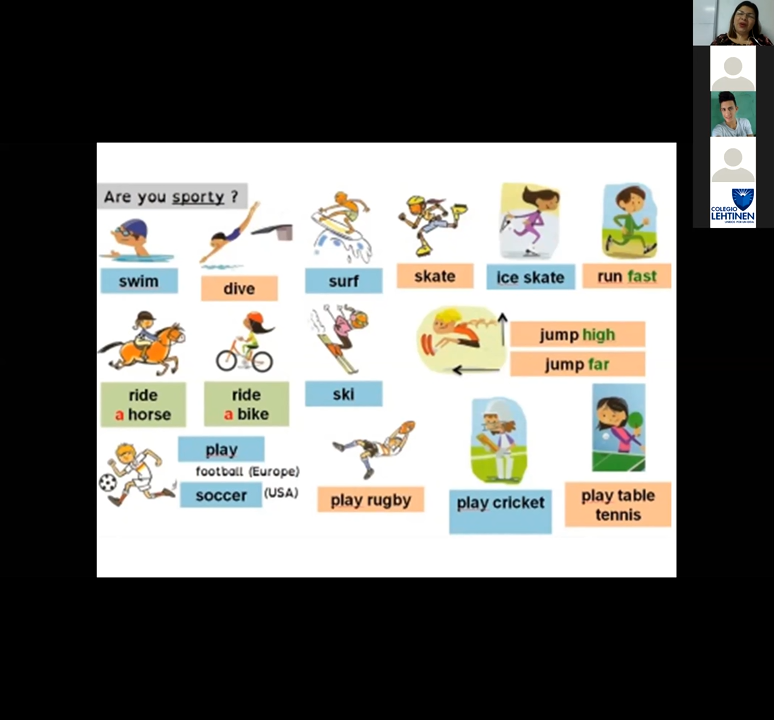 Are you sporty ?
swim
dive
surf
skate
ice skate
run fast
ride
a horse
ride
a bike
ski
jump high
jump far
play
football (Europe)
soccer (USA)
play rugby
play cricket
play table
tennis
COLEGIO
LEHTINEN